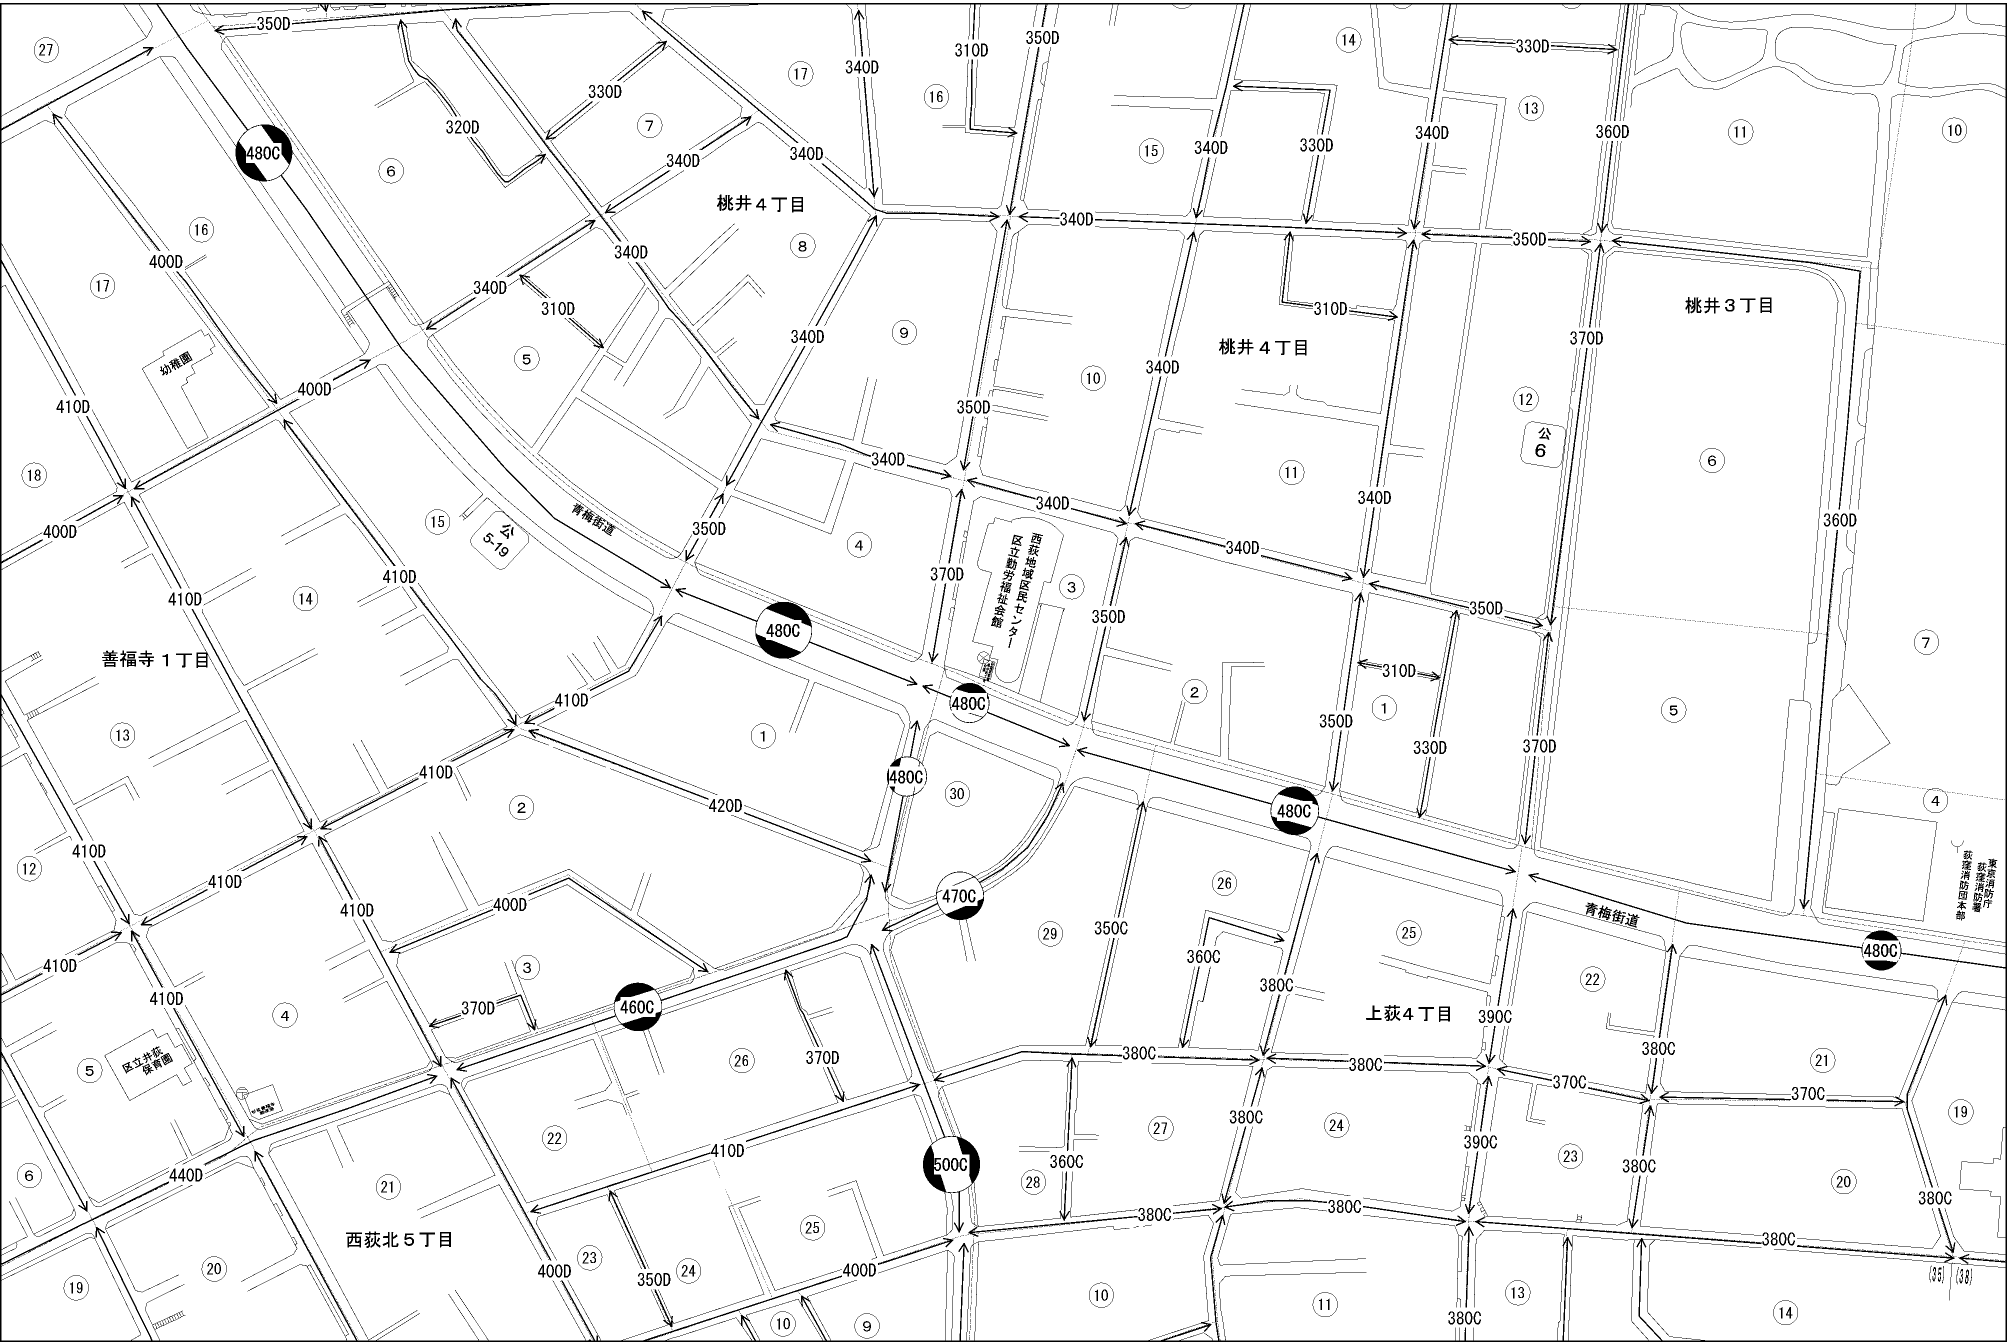 350D
27
480C
320D
6
330D
7
340D
340D
17
340D
310D
16
350D
14
330D
13
340D
360D
11
10
15
340D
330D
桃井４丁目
8
16
400D
17
340D
340D
310D
5
340D
9
340D
350D
310D
350D
桃井３丁目
桃井４丁目
370D
幼稚園
400D
410D
10
340D
350D
340D
12
公
6
6
11
18
400D
15
公
5-19
青梅街道
350D
340D
340D
340D
340D
360D
4
370D
西荻地域区民センター
区立勤労福祉会館
3
350D
350D
310D
14
410D
410D
善福寺１丁目
480C
7
13
410D
1
480C
2
350D
1
330D
370D
5
410D
420D
480C
30
480C
4
2
12
410D
410D
410D
400D
470C
29
350C
26
25
360C
380C
青梅街道
東京消防庁
荻窪消防署
荻窪消防団本部
480C
410D
410D
3
370D
460C
4
5
区立井荻
保育園
26
370D
380C
380C
上荻４丁目
390C
22
380C
21
370C
370C
19
22
410D
500C
28
360C
27
380C
24
390C
23
380C
20
6
440D
21
西荻北５丁目
25
380C
380C
380C
380C
19
20
400D
23
350D
24
400D
10
9
10
11
380C
13
14
(35)
(38)